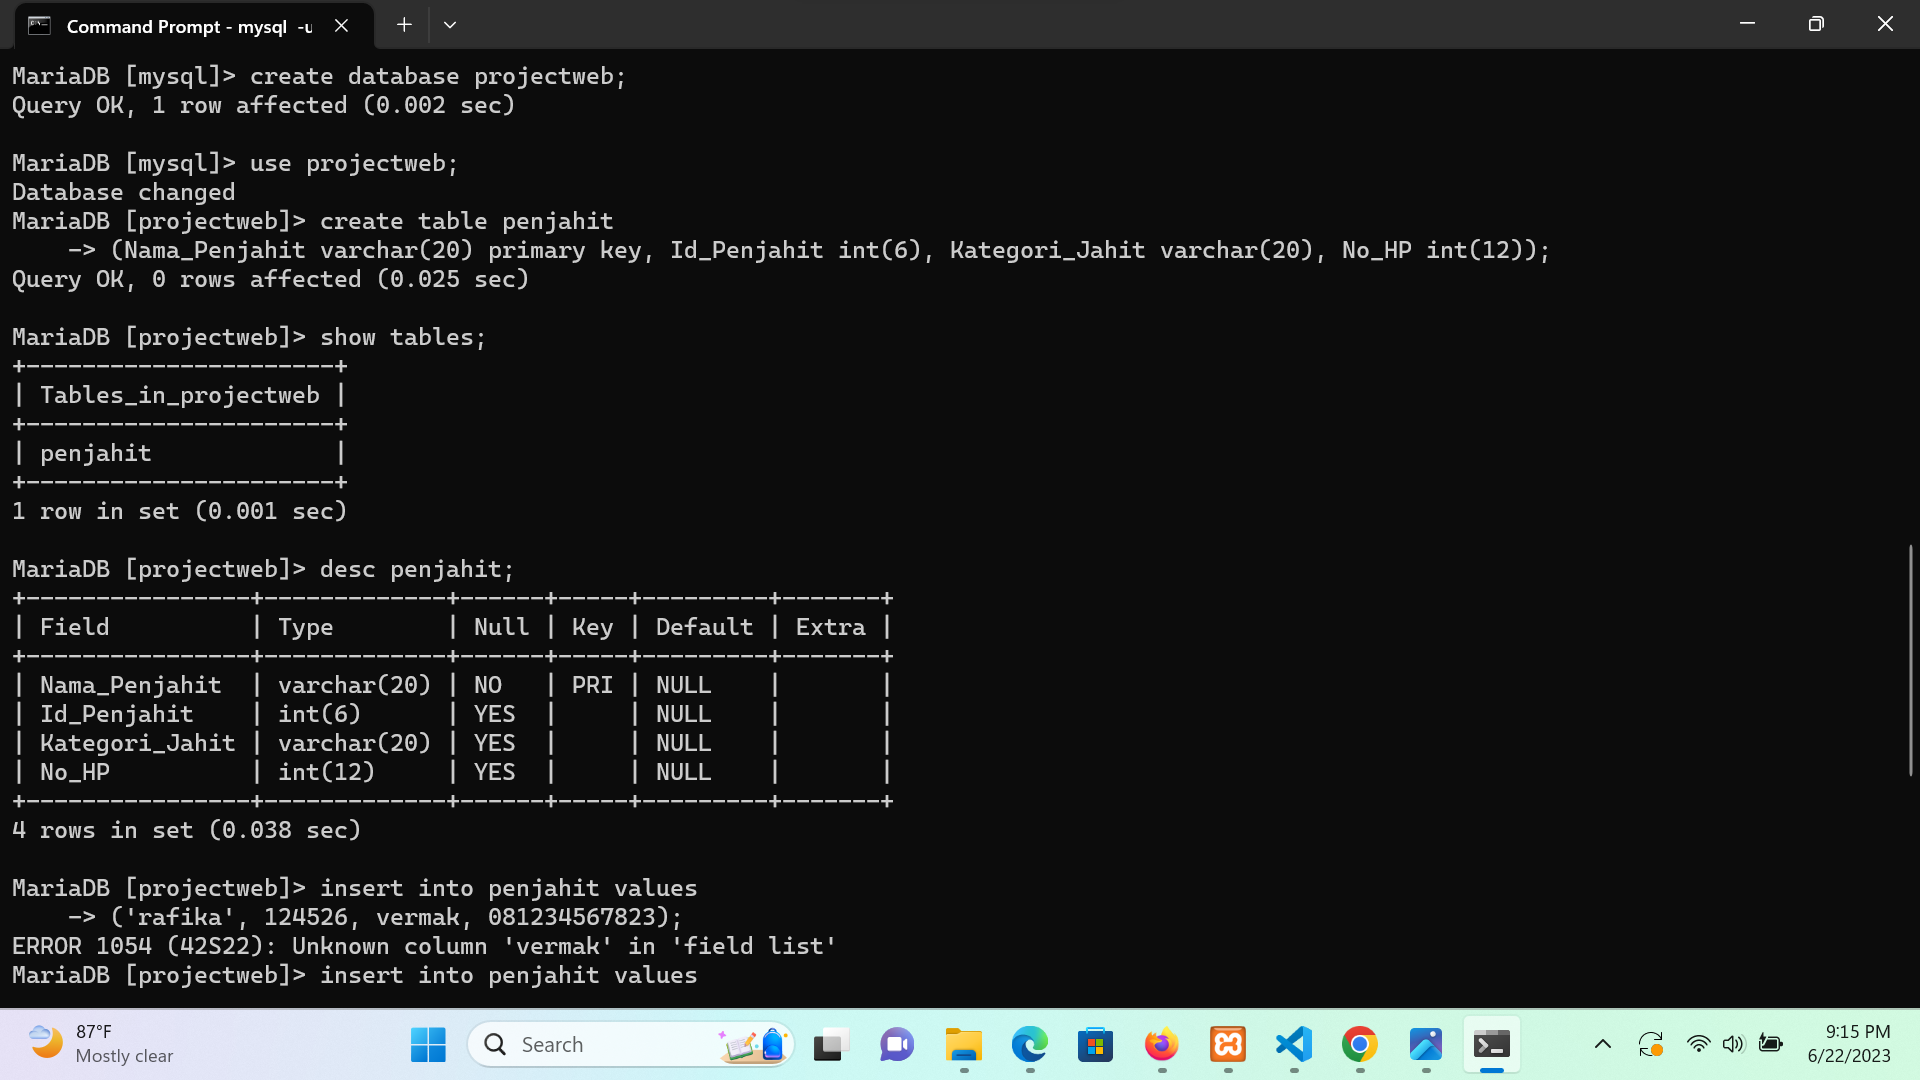 Command Prompt - mysql -u
MariaDB [mysql]> create database projectweb;
Query OK, 1 row affected (0.002 sec)
MariaDB [mysql]> use projectweb;
Database changed
MariaDB [projectweb]> create table penjahit
    -> (Nama_Penjahit varchar(20) primary key, Id_Penjahit int(6), Kategori_Jahit varchar(20), No_HP int(12));
Query OK, 0 rows affected (0.025 sec)
MariaDB [projectweb]> show tables;
+----------------------+
| Tables_in_projectweb |
+----------------------+
| penjahit             |
+----------------------+
1 row in set (0.001 sec)
MariaDB [projectweb]> desc penjahit;
+----------------+-------------+------+-----+---------+-------+
| Field          | Type        | Null | Key | Default | Extra |
+----------------+-------------+------+-----+---------+-------+
| Nama_Penjahit  | varchar(20) | NO   | PRI | NULL    |       |
| Id_Penjahit    | int(6)      | YES  |     | NULL    |       |
| Kategori_Jahit | varchar(20) | YES  |     | NULL    |       |
| No_HP          | int(12)     | YES  |     | NULL    |       |
+----------------+-------------+------+-----+---------+-------+
4 rows in set (0.038 sec)
MariaDB [projectweb]> insert into penjahit values
    -> ('rafika', 124526, vermak, 081234567823);
ERROR 1054 (42S22): Unknown column 'vermak' in 'field list'
MariaDB [projectweb]> insert into penjahit values
87°F
Mostly clear
Search
9:15 PM
6/22/2023